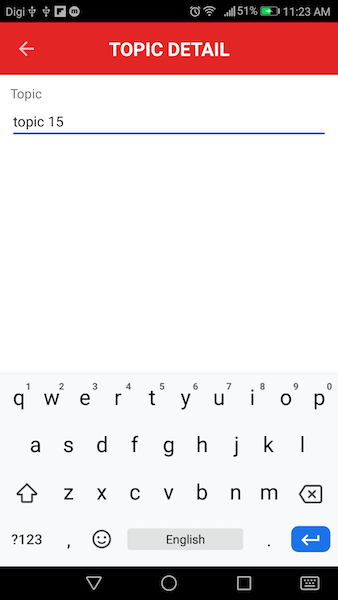 Digi 51% 11:23 AM
TOPIC DETAIL
Topic
topic 15
1 2 3 4 5 6 7 8 9 0
q w e r t y u i o p
a s d f g h j k l
z x c v b n m
?123 , English .